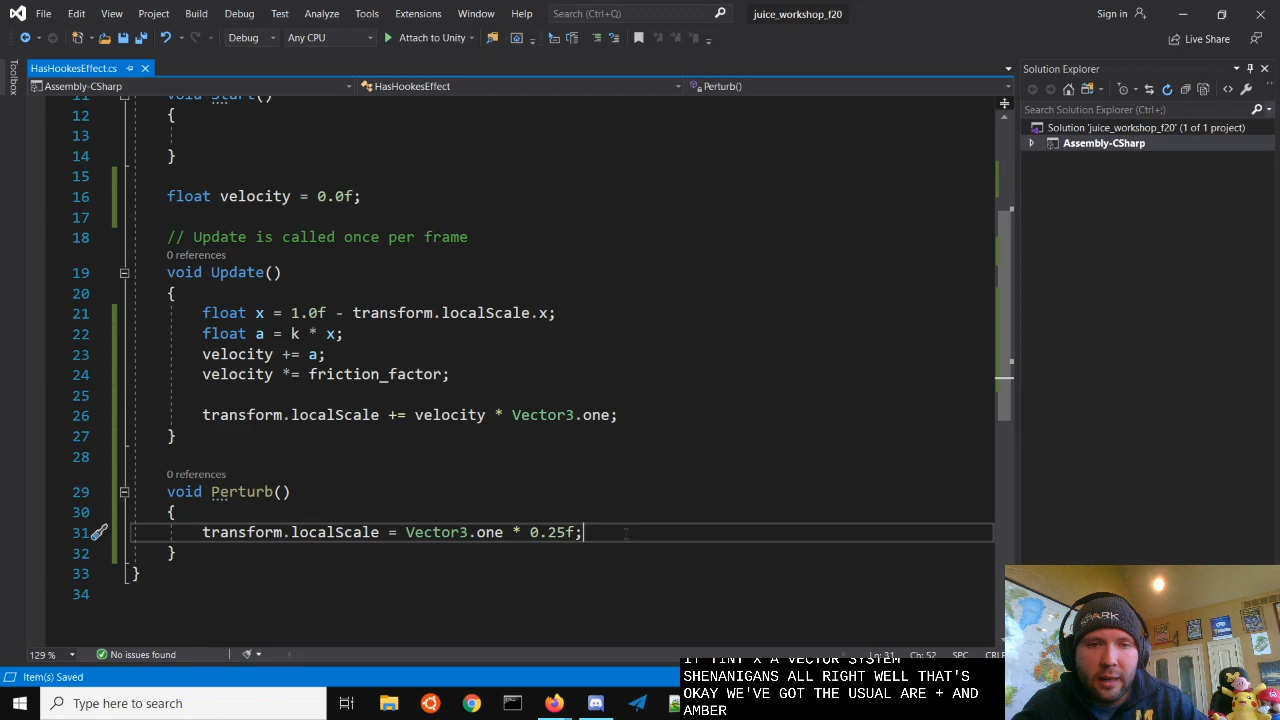 File Edit View Project Build Debug Test Analyze Tools Extensions Window Help Search (Ctrl+Q) juice_workshop_f20 Sign in
Debug Any CPU Attach to Unity Live Share
Toolbox
HasHookesEffect.cs
Assembly-CSharp HasHookesEffect Perturb()
Solution Explorer
Search Solution Explorer (Ctrl+;)
Solution 'juice_workshop_f20' (1 of 1 project)
Assembly-CSharp
11 void Start()
12 {
13
14 }
15
16 float velocity = 0.0f;
17
18 // Update is called once per frame
0 references
19 void Update()
20 {
21 float x = 1.0f - transform.localScale.x;
22 float a = k * x;
23 velocity += a;
24 velocity *= friction_factor;
25
26 transform.localScale += velocity * Vector3.one;
27 }
28
0 references
29 void Perturb()
30 {
31 transform.localScale = Vector3.one * 0.25f;
32 }
33 }
34
129 % No issues found Ln: 31 Ch: 52 SPC
Item(s) Saved
IT TINT X A VECTOR SYSTEM
SHENANIGANS ALL RIGHT WELL THAT'S
OKAY WE'VE GOT THE USUAL ARE + AND
AMBER
Type here to search
SPARK